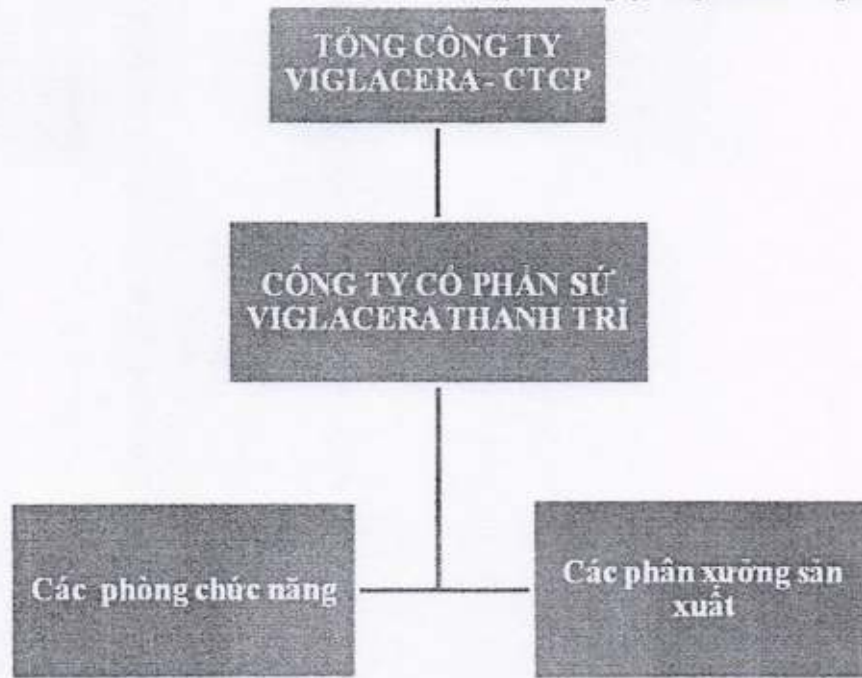 TỔNG CÔNG TY
VIGLACERA - CTCP
CÔNG TY CỔ PHẦN SỨ
VIGLACERA THANH TRÌ
Các phòng chức năng
Các phân xưởng sản
xuất